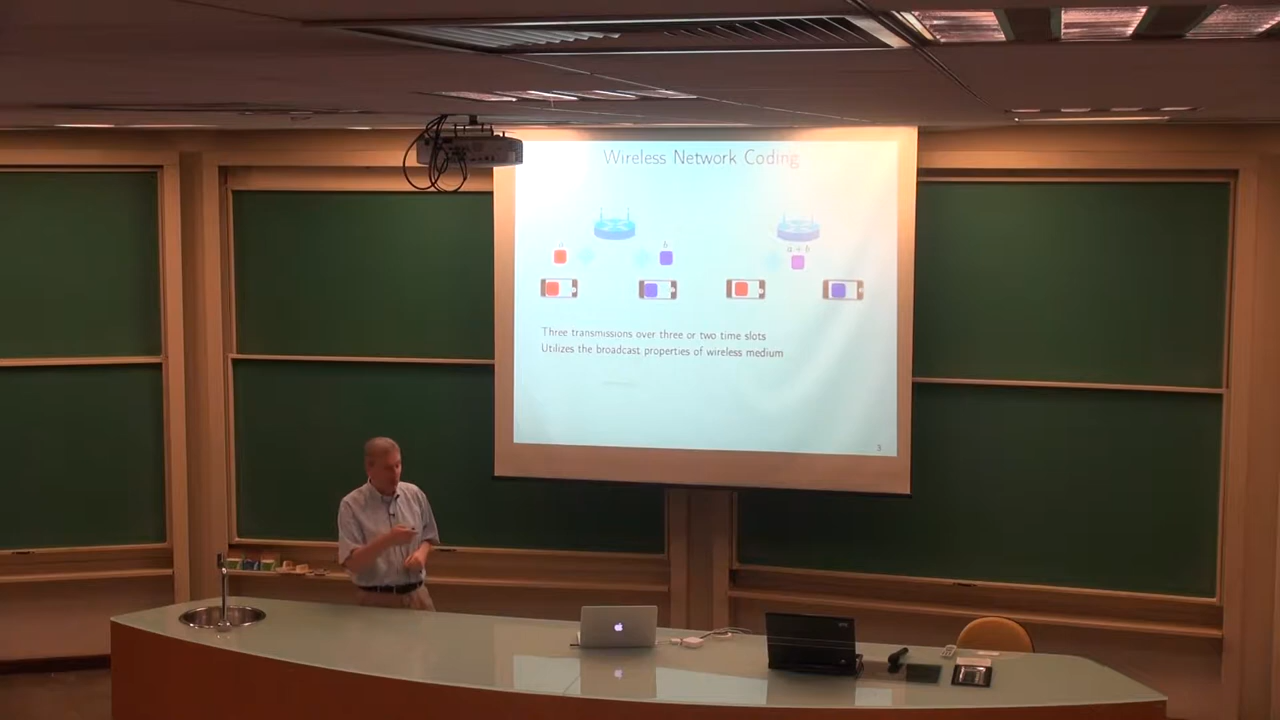 Wireless Network Coding
a
b
a + b
Three transmissions over three or two time slots
Utilizes the broadcast properties of wireless medium
3